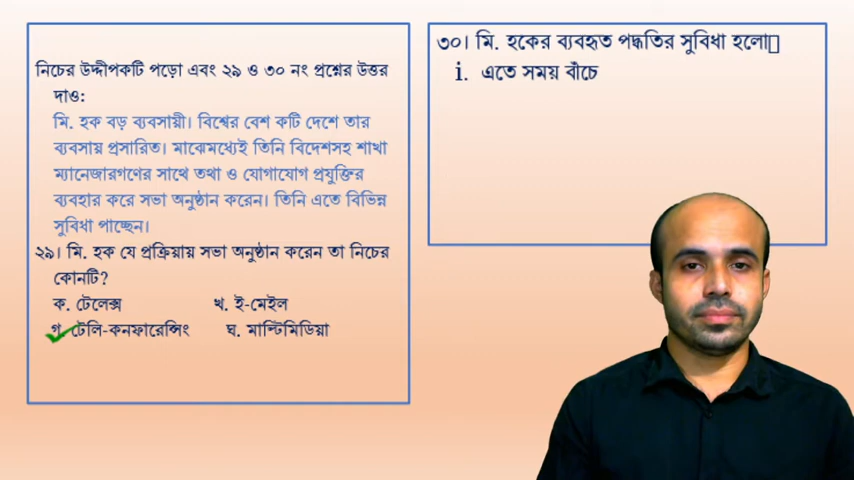 নিচের উদ্দীপকটি পড়ো এবং ২৯ ও ৩০ নং প্রশ্নের উত্তর
দাও:
মি. হক বড় ব্যবসায়ী। বিশ্বের বেশ কটি দেশে তার
ব্যবসায় প্রসারিত। মাঝেমধ্যেই তিনি বিদেশসহ শাখা
ম্যানেজারগণের সাথে তথা ও যোগাযোগ প্রযুক্তির
ব্যবহার করে সভা অনুষ্ঠান করেন। তিনি এতে বিভিন্ন
সুবিধা পাচ্ছেন।
২৯। মি. হক যে প্রক্রিয়ায় সভা অনুষ্ঠান করেন তা নিচের
কোনটি?
ক. টেলেক্স খ. ই-মেইল
গ. টেলি-কনফারেন্সিং ঘ. মাল্টিমিডিয়া
৩০। মি. হকের ব্যবহৃত পদ্ধতির সুবিধা হলো
i. এতে সময় বাঁচে